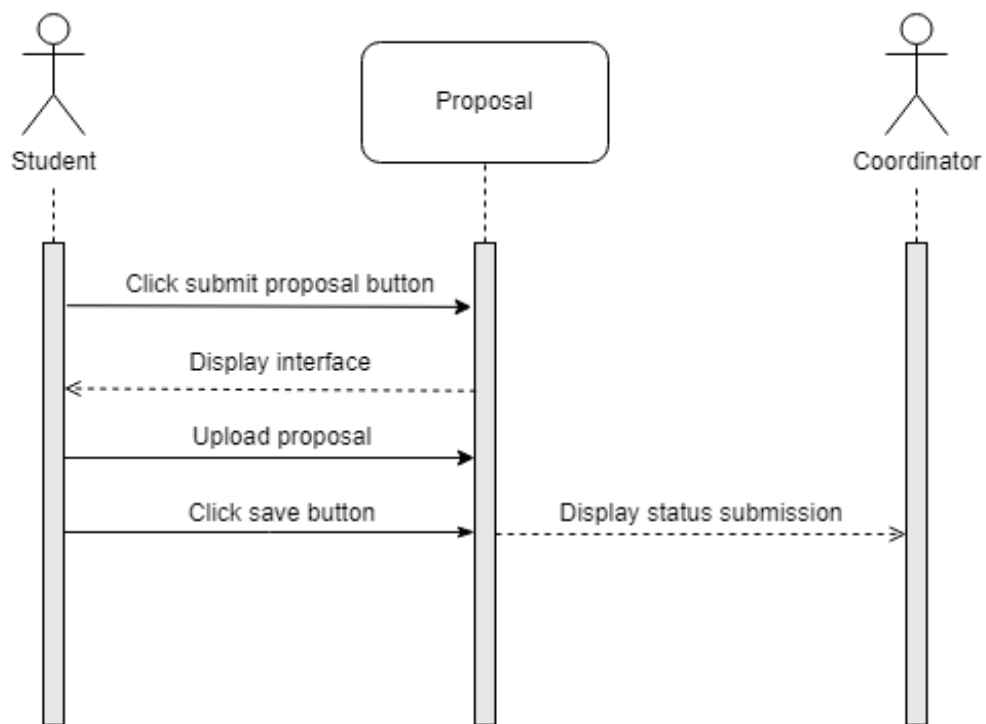 Proposal
Student
Coordinator
Click submit proposal button
Display interface
Upload proposal
Click save button
Display status submission